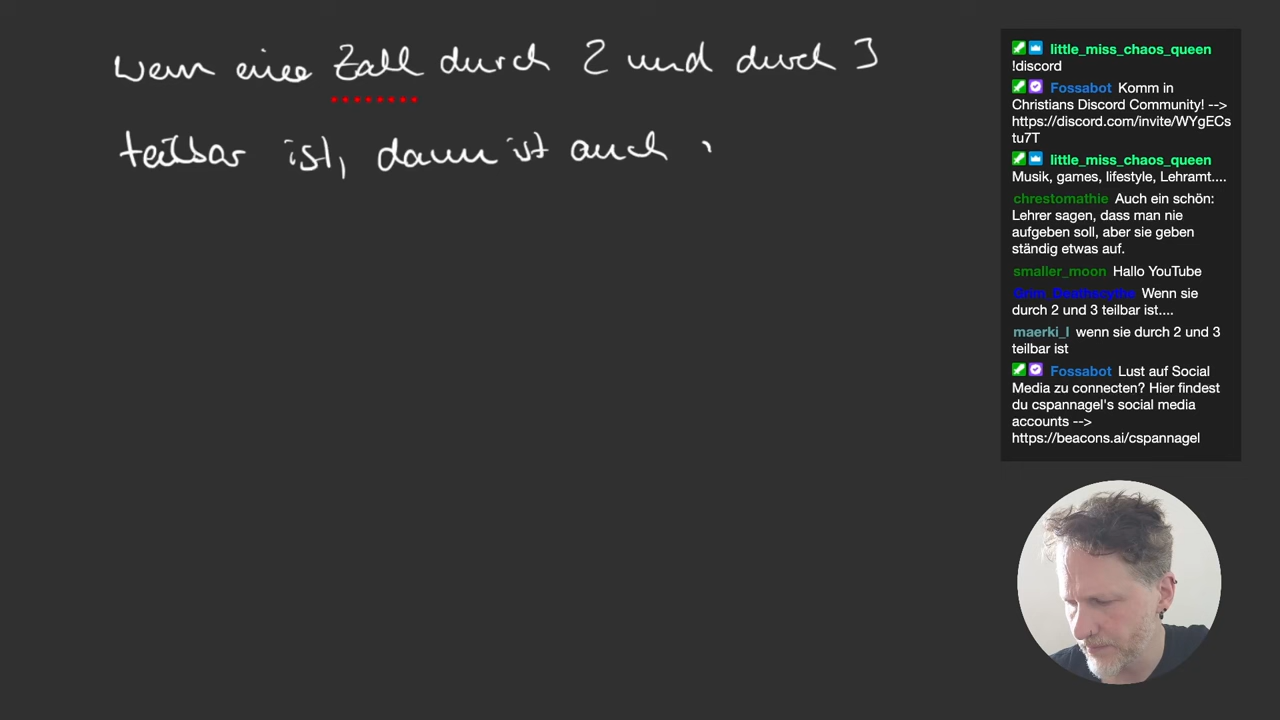 Wenn eine Zahl durch 2 und durch 3
teilbar ist, dann ist auch
little_miss_chaos_queen
!discord
Fossabot Komm in
Christians Discord Community! -->
https://discord.com/invite/WYgECs
tu7T
little_miss_chaos_queen
Musik, games, lifestyle, Lehramt....
chrestomathie Auch ein schön:
Lehrer sagen, dass man nie
aufgeben soll, aber sie geben
ständig etwas auf.
smaller_moon Hallo YouTube
Grim_Deathscythe Wenn sie
durch 2 und 3 teilbar ist....
maerki_l wenn sie durch 2 und 3
teilbar ist
Fossabot Lust auf Social
Media zu connecten? Hier findest
du cspannagel's social media
accounts -->
https://beacons.ai/cspannagel